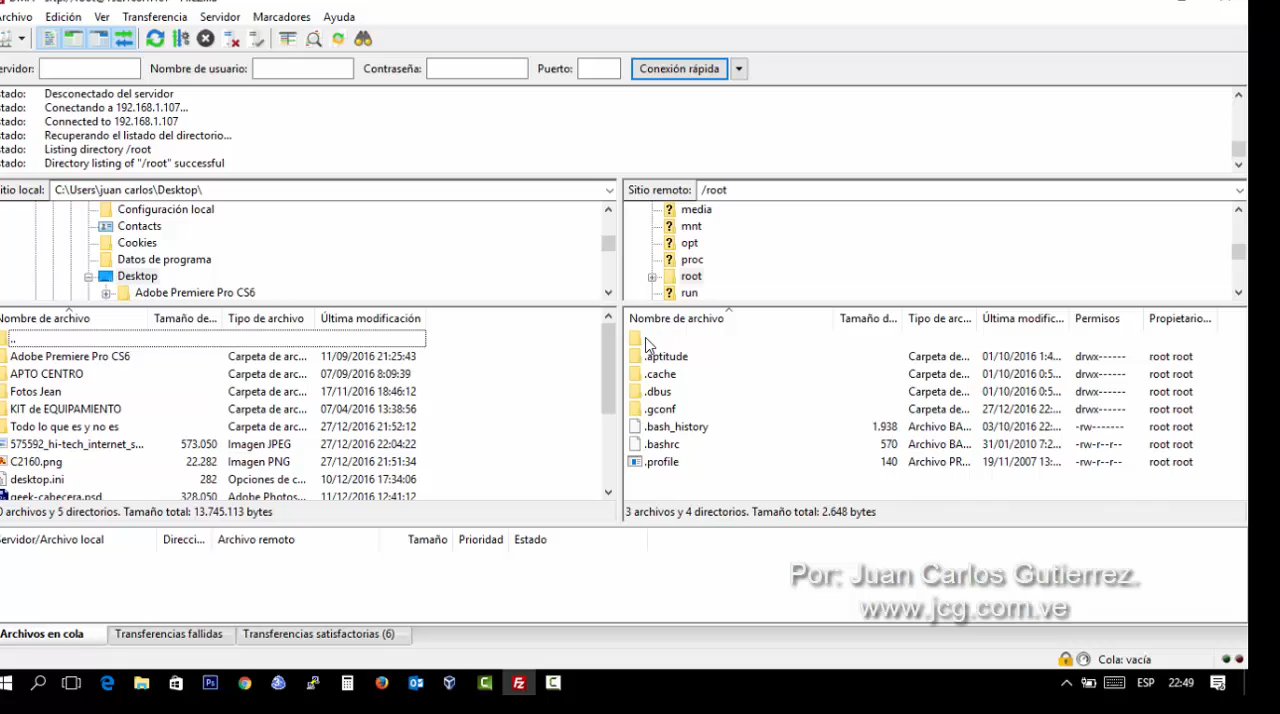 Archivo Edición Ver Transferencia Servidor Marcadores Ayuda
Servidor: Nombre de usuario: Contraseña: Puerto: Conexión rápida
Estado: Desconectado del servidor
Estado: Conectando a 192.168.1.107...
Estado: Connected to 192.168.1.107
Estado: Recuperando el listado del directorio...
Estado: Listing directory /root
Estado: Directory listing of "/root" successful
Sitio local: C:\Users\juan carlos\Desktop\
Configuración local
Contacts
Cookies
Datos de programa
Desktop
Adobe Premiere Pro CS6
Sitio remoto: /root
media
mnt
opt
proc
root
run
Nombre de archivo Tamaño de... Tipo de archivo Última modificación
..
Adobe Premiere Pro CS6 Carpeta de arc... 11/09/2016 21:25:43
APTO CENTRO Carpeta de arc... 07/09/2016 8:09:39
Fotos Jean Carpeta de arc... 17/11/2016 18:46:12
KIT de EQUIPAMIENTO Carpeta de arc... 07/04/2016 13:38:56
Todo lo que es y no es Carpeta de arc... 27/12/2016 21:52:12
575592_hi-tech_internet_s... 573.050 Imagen JPEG 27/12/2016 22:04:22
C2160.png 22.282 Imagen PNG 27/12/2016 21:51:34
desktop.ini 282 Opciones de c... 10/12/2016 17:34:06
geek-cabecera.psd 328.050 Adobe Photos... 11/12/2016 12:41:12
0 archivos y 5 directorios. Tamaño total: 13.745.113 bytes
Nombre de archivo Tamaño d... Tipo de arc... Última modific... Permisos Propietario...
.aptitude Carpeta de... 01/10/2016 1:4... drwx------ root root
.cache Carpeta de... 01/10/2016 0:5... drwx------ root root
.dbus Carpeta de... 01/10/2016 0:5... drwx------ root root
.gconf Carpeta de... 27/12/2016 22:... drwx------ root root
.bash_history 1.938 Archivo BA... 03/10/2016 22:... -rw------- root root
.bashrc 570 Archivo BA... 31/01/2010 7:2... -rw-r--r-- root root
.profile 140 Archivo PR... 19/11/2007 13:... -rw-r--r-- root root
3 archivos y 4 directorios. Tamaño total: 2.648 bytes
Servidor/Archivo local Direcci... Archivo remoto Tamaño Prioridad Estado
Por: Juan Carlos Gutierrez.
www.jcg.com.ve
Archivos en cola Transferencias fallidas Transferencias satisfactorias (6)
Cola: vacía
ESP 22:49